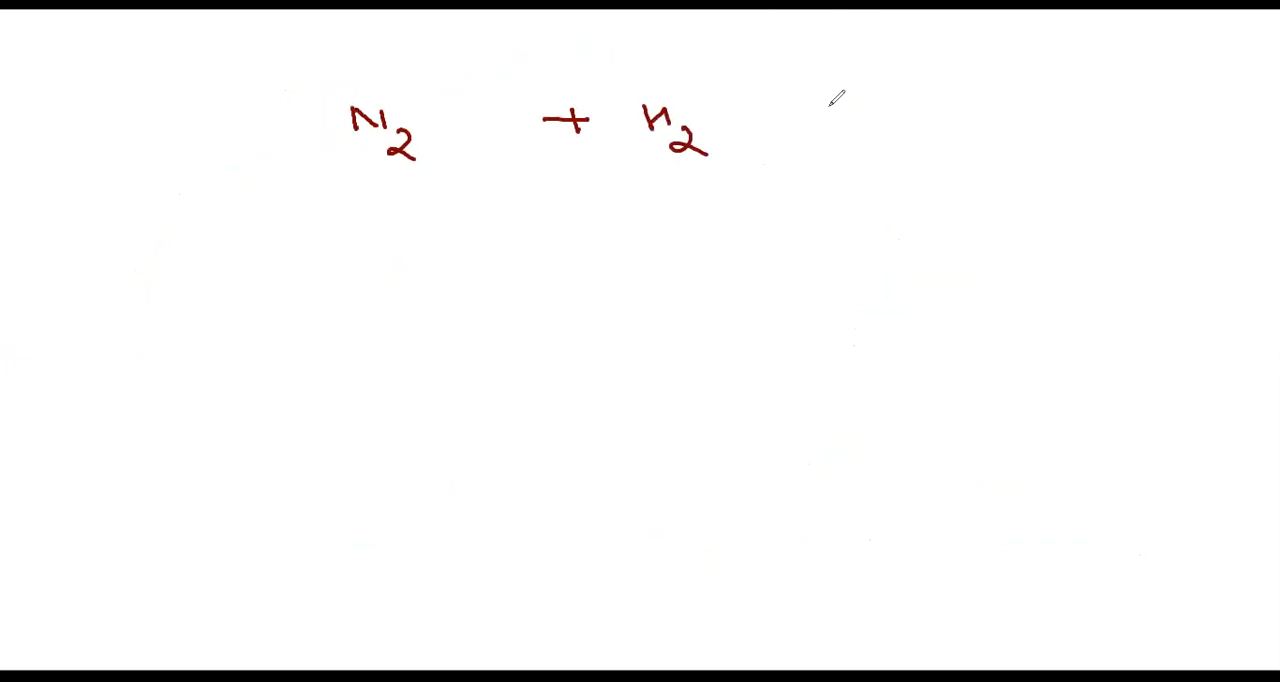 N₂ + H₂